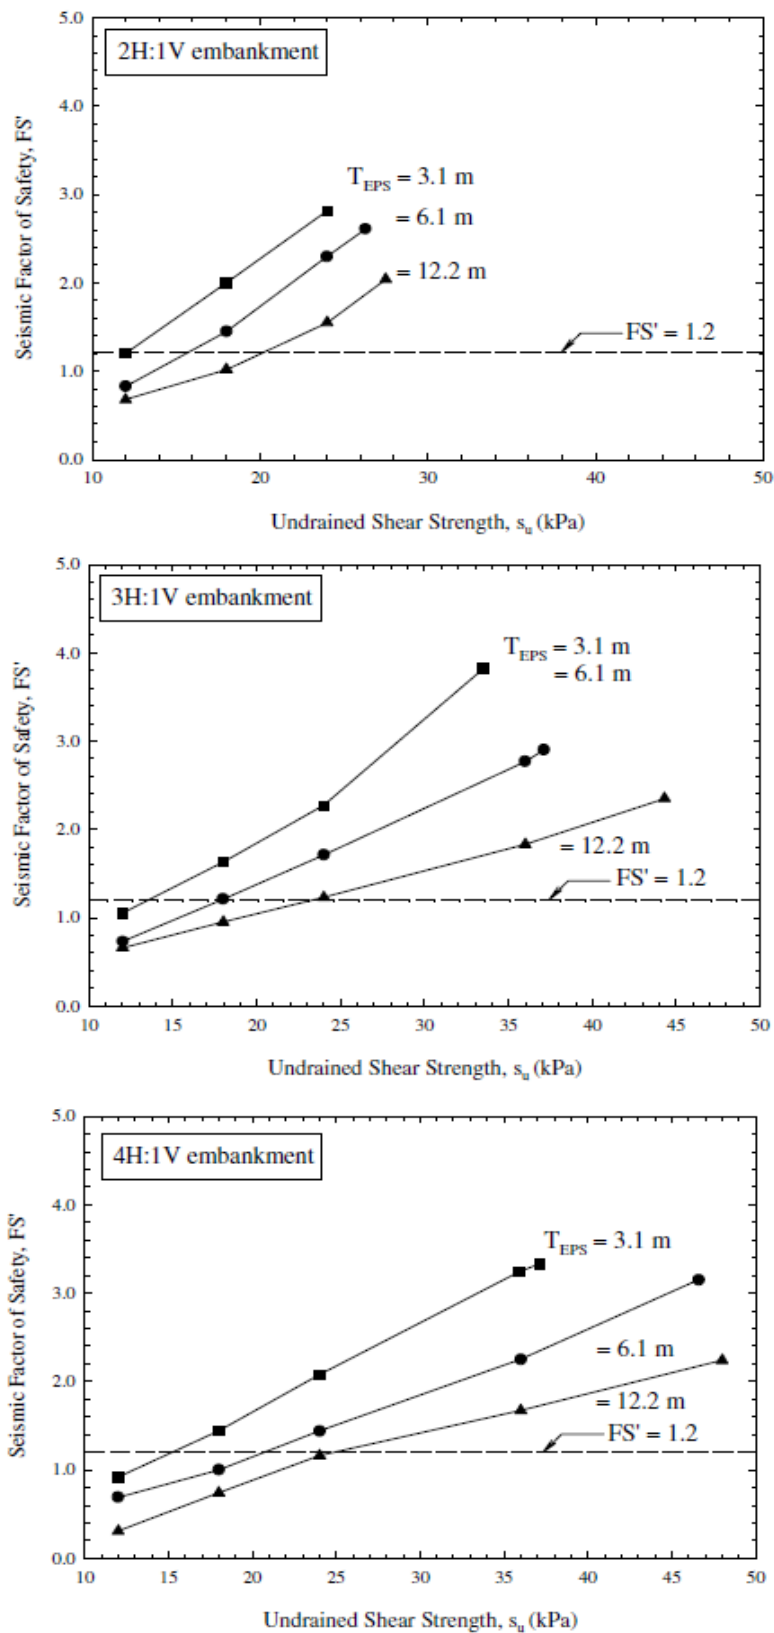 2H:1V embankment
Seismic Factor of Safety, FS'
5.0
4.0
3.0
2.0
1.0
0.0
T_EPS = 3.1 m
= 6.1 m
= 12.2 m
FS' = 1.2
10 20 30 40 50
Undrained Shear Strength, s_u (kPa)
3H:1V embankment
Seismic Factor of Safety, FS'
5.0
4.0
3.0
2.0
1.0
0.0
T_EPS = 3.1 m
= 6.1 m
= 12.2 m
FS' = 1.2
10 15 20 25 30 35 40 45 50
Undrained Shear Strength, s_u (kPa)
4H:1V embankment
Seismic Factor of Safety, FS'
5.0
4.0
3.0
2.0
1.0
0.0
T_EPS = 3.1 m
= 6.1 m
= 12.2 m
FS' = 1.2
10 15 20 25 30 35 40 45 50
Undrained Shear Strength, s_u (kPa)